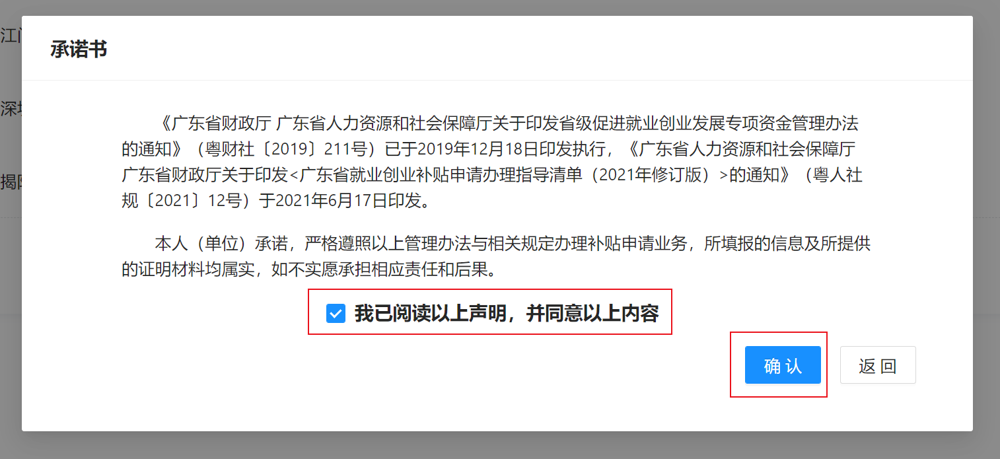 承诺书
《广东省财政厅 广东省人力资源和社会保障厅关于印发省级促进就业创业发展专项资金管理办法
的通知》（粤财社〔2019〕211号）已于2019年12月18日印发执行，《广东省人力资源和社会保障厅
广东省财政厅关于印发<广东省就业创业补贴申请办理指导清单（2021年修订版）>的通知》（粤人社
规〔2021〕12号）于2021年6月17日印发。
本人（单位）承诺，严格遵照以上管理办法与相关规定办理补贴申请业务，所填报的信息及所提供
的证明材料均属实，如不实愿承担相应责任和后果。
我已阅读以上声明，并同意以上内容
确 认
返 回
江
深
揭